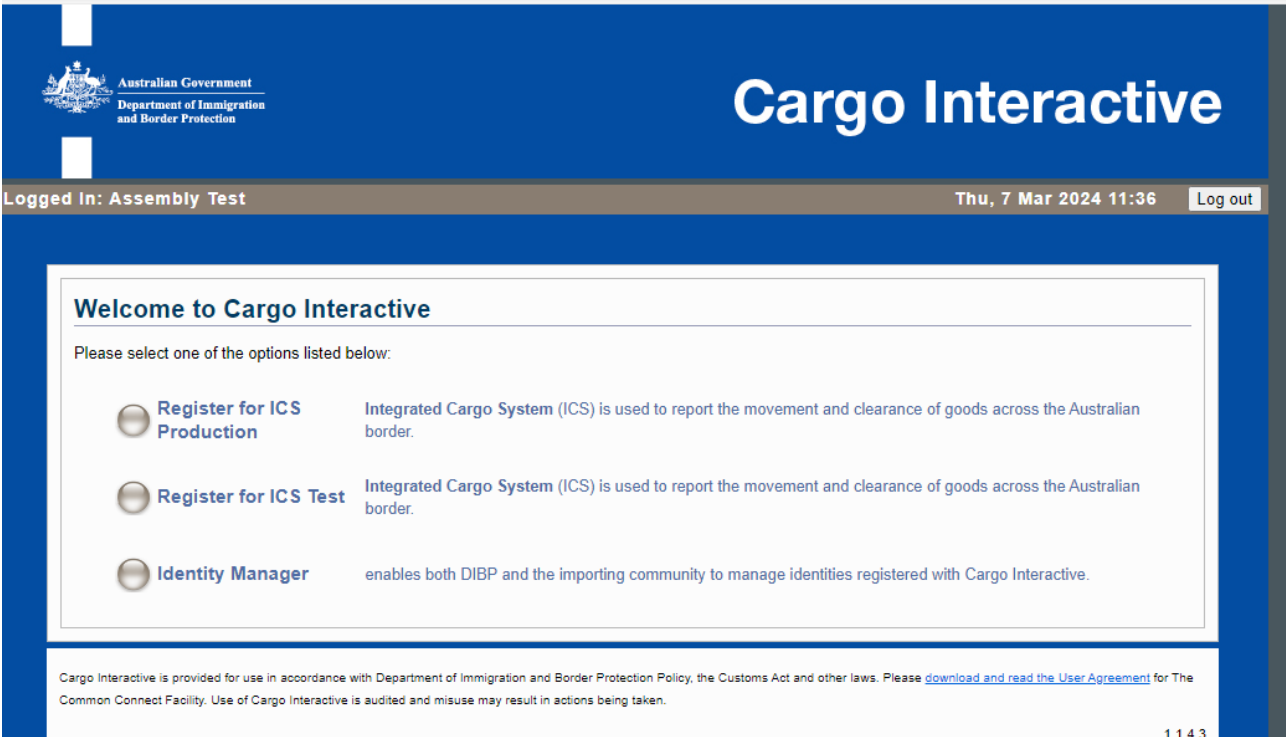 Australian Government
Department of Immigration
and Border Protection
Cargo Interactive
Logged In: Assembly Test
Thu, 7 Mar 2024 11:36
Log out
Welcome to Cargo Interactive
Please select one of the options listed below:
Register for ICS
Production
Integrated Cargo System (ICS) is used to report the movement and clearance of goods across the Australian
border.
Register for ICS Test
Integrated Cargo System (ICS) is used to report the movement and clearance of goods across the Australian
border.
Identity Manager
enables both DIBP and the importing community to manage identities registered with Cargo Interactive.
Cargo Interactive is provided for use in accordance with Department of Immigration and Border Protection Policy, the Customs Act and other laws. Please download and read the User Agreement for The
Common Connect Facility. Use of Cargo Interactive is audited and misuse may result in actions being taken.
1.1.4.3